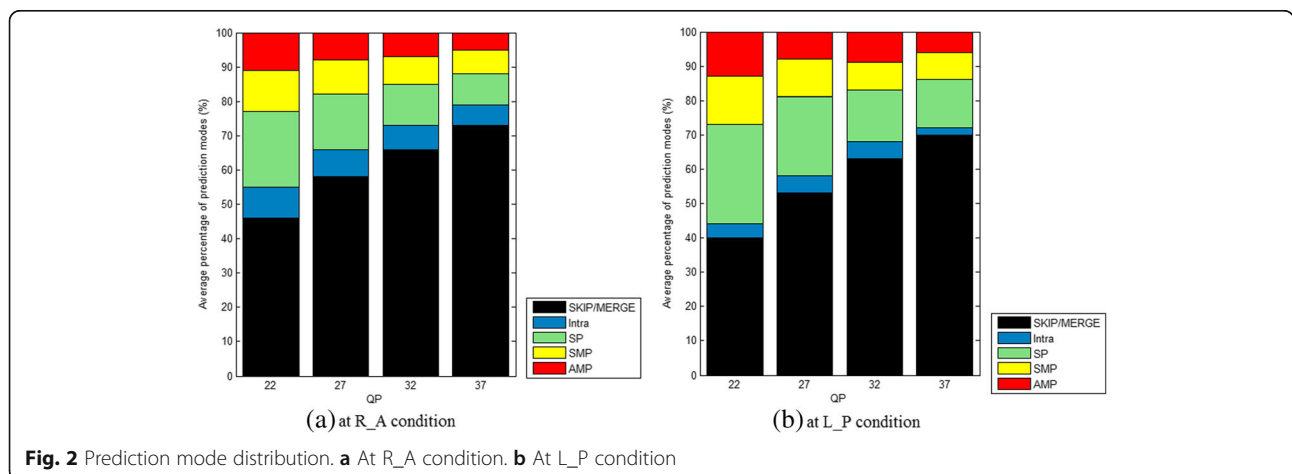 Average percentage of prediction modes (%)
100
90
80
70
60
50
40
30
20
10
0
22 27 32 37
QP
SKIP/MERGE
Intra
SP
SMP
AMP
(a) at R_A condition
Average percentage of prediction modes (%)
100
90
80
70
60
50
40
30
20
10
0
22 27 32 37
QP
SKIP/MERGE
Intra
SP
SMP
AMP
(b) at L_P condition
Fig. 2 Prediction mode distribution. a At R_A condition. b At L_P condition